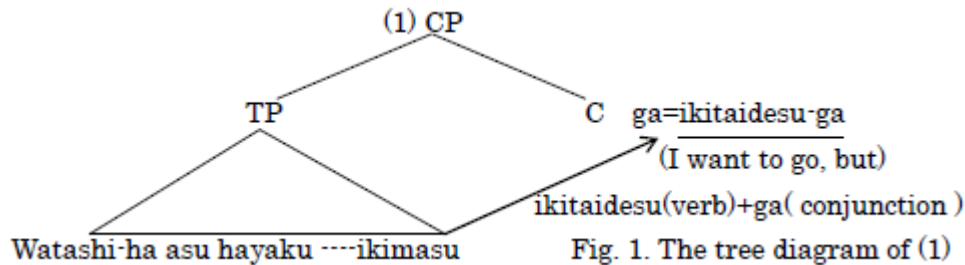 (1) CP
TP C ga=ikitaidesu-ga
(I want to go, but)
ikitaidesu(verb)+ga( conjunction )
Watashi-ha asu hayaku ----ikimasu Fig. 1. The tree diagram of (1)